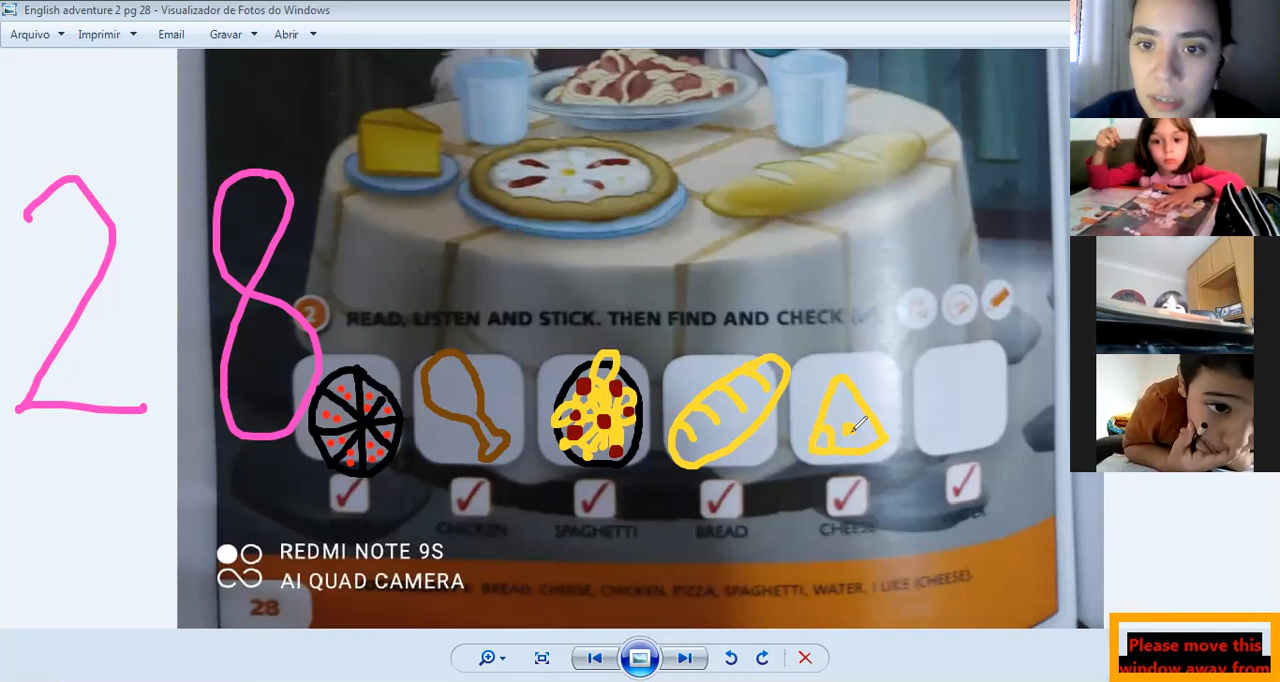 English adventure 2 pg 28 - Visualizador de Fotos do Windows
Arquivo Imprimir Email Gravar Abrir
28
2 READ, LISTEN AND STICK. THEN FIND AND CHECK
CHICKEN SPAGHETTI BREAD CHEESE WATER
REDMI NOTE 9S
AI QUAD CAMERA
BREAD, CHEESE, CHICKEN, PIZZA, SPAGHETTI, WATER. I LIKE (CHEESE).
28
Please move this
window away from